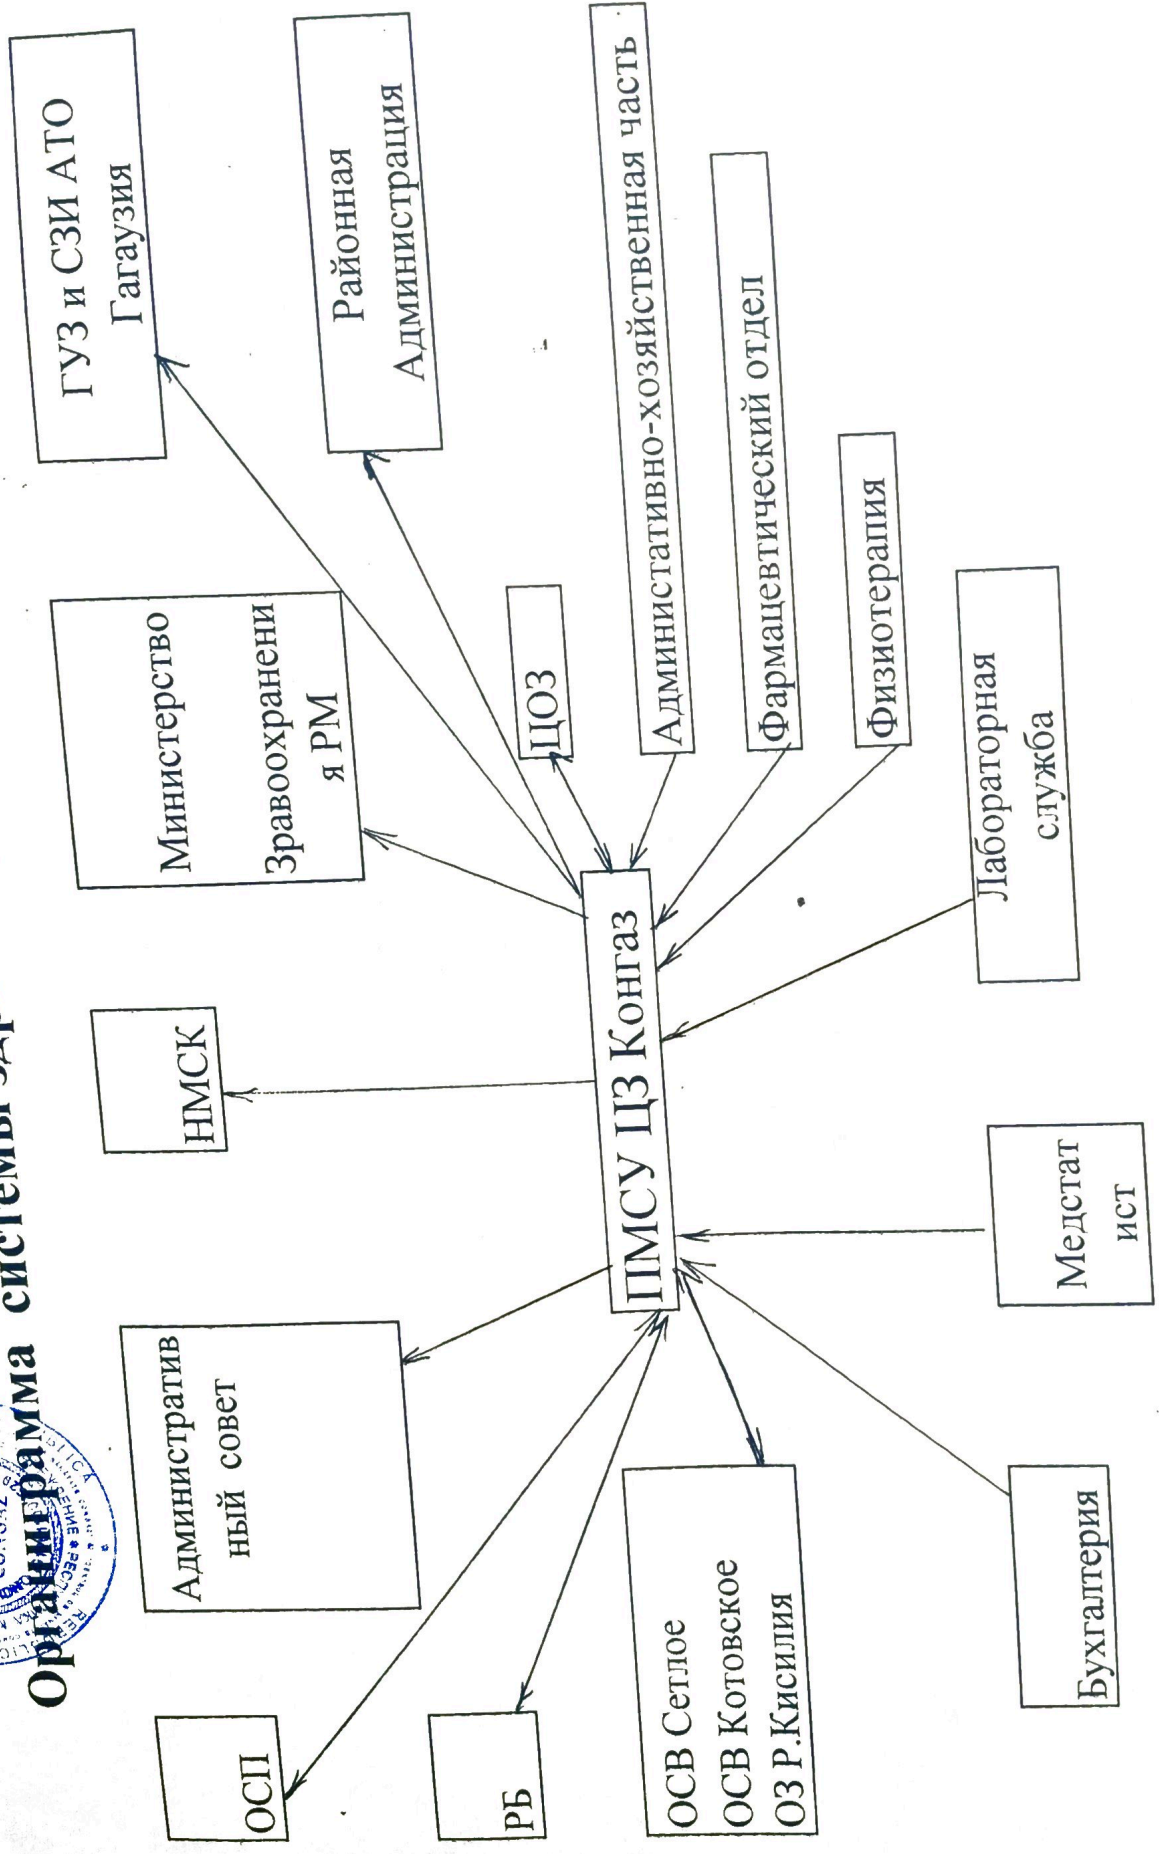 Органиграмма системы здр
ОСП
Административ
ный совет
НМСК
Министерство
Зравоохранени
я РМ
ГУЗ и СЗИ АТО
Гагаузия
РБ
Районная
Администрация
ОСВ Сетлое
ОСВ Котовское
ОЗ Р.Кисилия
ПМСУ ЦЗ Конгаз
ЦОЗ
Администативно-хозяйственная часть
Фармацевтический отдел
Физиотерапия
Лабораторная
служба
Медстат
ист
Бухгалтерия